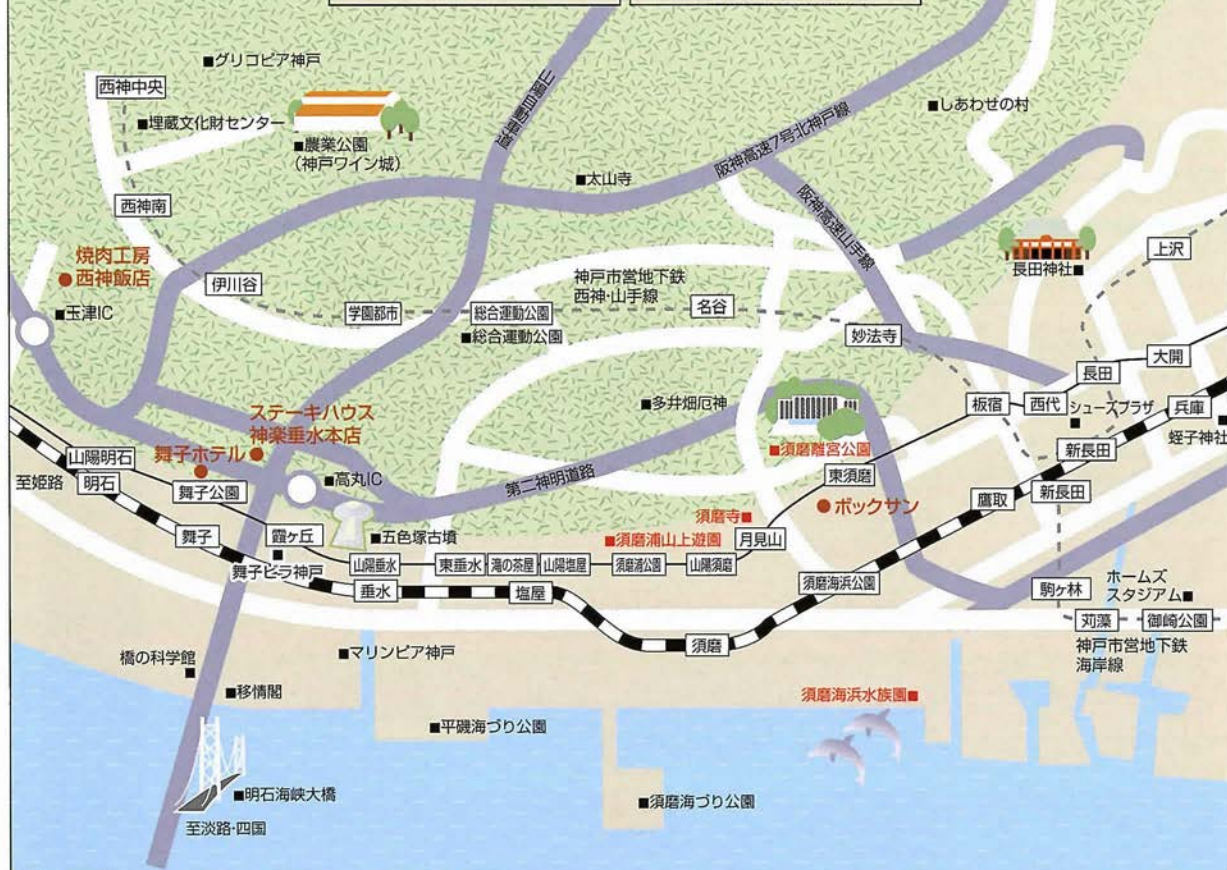 グリコピア神戸
西神中央
埋蔵文化財センター
農業公園
(神戸ワイン城)
山陽自動車道
しあわせの村
阪神高速7号北神戸線
太山寺
阪神高速山手線
西神南
焼肉工房
西神飯店
玉津IC
伊川谷
学園都市
総合運動公園
総合運動公園
神戸市営地下鉄
西神・山手線
名谷
妙法寺
長田神社
上沢
大開
長田
西代
板宿
シューズプラザ
兵庫
蛭子神社
新長田
新長田
鷹取
多井畑厄神
須磨離宮公園
東須磨
ボックサン
ステーキハウス
神楽垂水本店
舞子ホテル
山陽明石
至姫路
明石
舞子公園
高丸IC
第二神明道路
須磨寺
月見山
須磨浦山上遊園
舞子
霞ヶ丘
五色塚古墳
舞子ビラ神戸
山陽垂水
東垂水
滝の茶屋
山陽塩屋
須磨浦公園
山陽須磨
垂水
塩屋
須磨海浜公園
須磨
駒ヶ林
ホームズ
スタジアム
苅藻
御崎公園
神戸市営地下鉄
海岸線
橋の科学館
マリンピア神戸
移情閣
須磨海浜水族園
平磯海づり公園
明石海峡大橋
須磨海づり公園
至淡路・四国